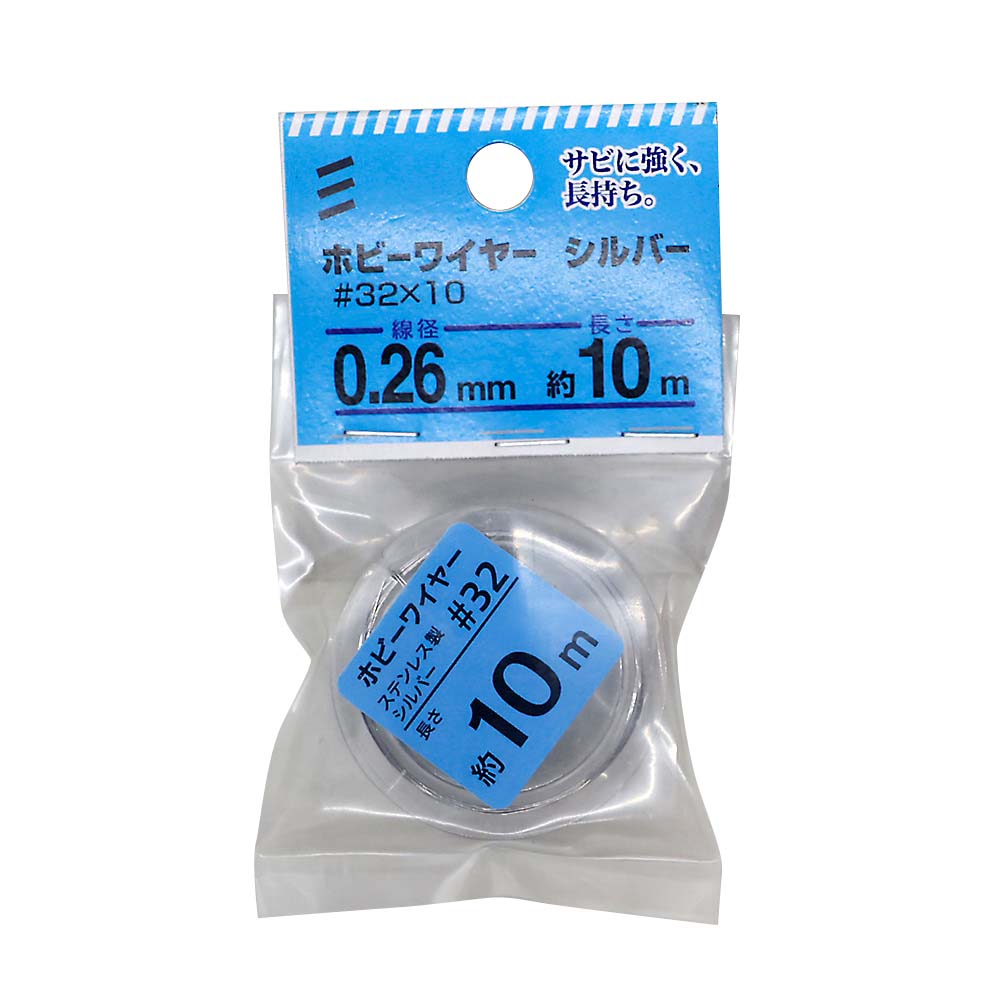 サビに強く、
長持ち。
ホビーワイヤー シルバー
#32×10
線径 長さ
0.26mm 約10m
ホビーワイヤー
ステンレス製
シルバー
#32
長さ
約10m